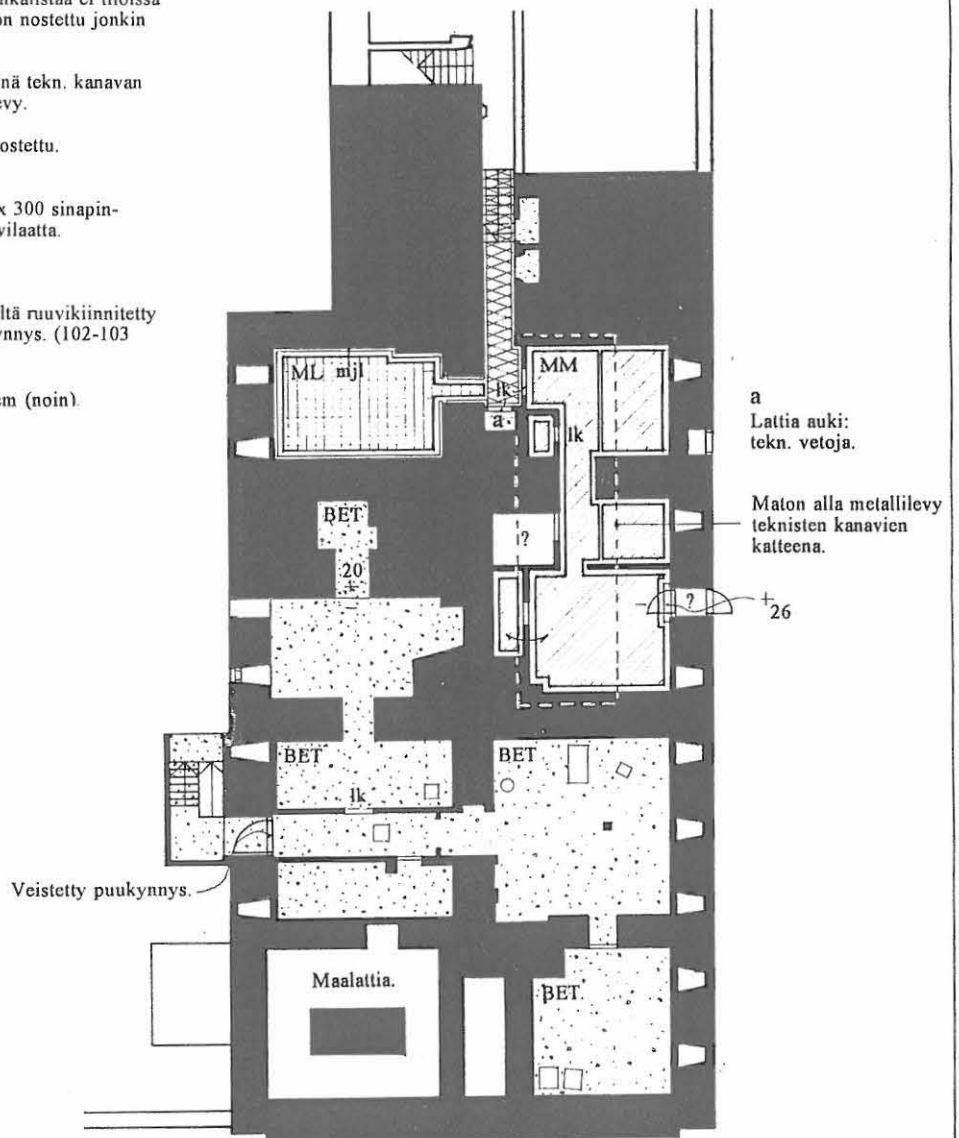 ei tiloissa
on nostettu jonkin
nä tekn. kanavan
evy.
ostettu.
x 300 sinapin-
vilaatta.
ltä ruuvikiinnitetty
ynnys. (102-103
m (noin).
ML
mjl
lk
MM
a
lk
a
Lattia auki:
tekn. vetoja.
BET
?
Maton alla metallilevy
teknisten kanavien
katteena.
20
+
-
-
?
+
26
BET
BET
lk
Veistetty puukynnys.
Maalattia.
BET.